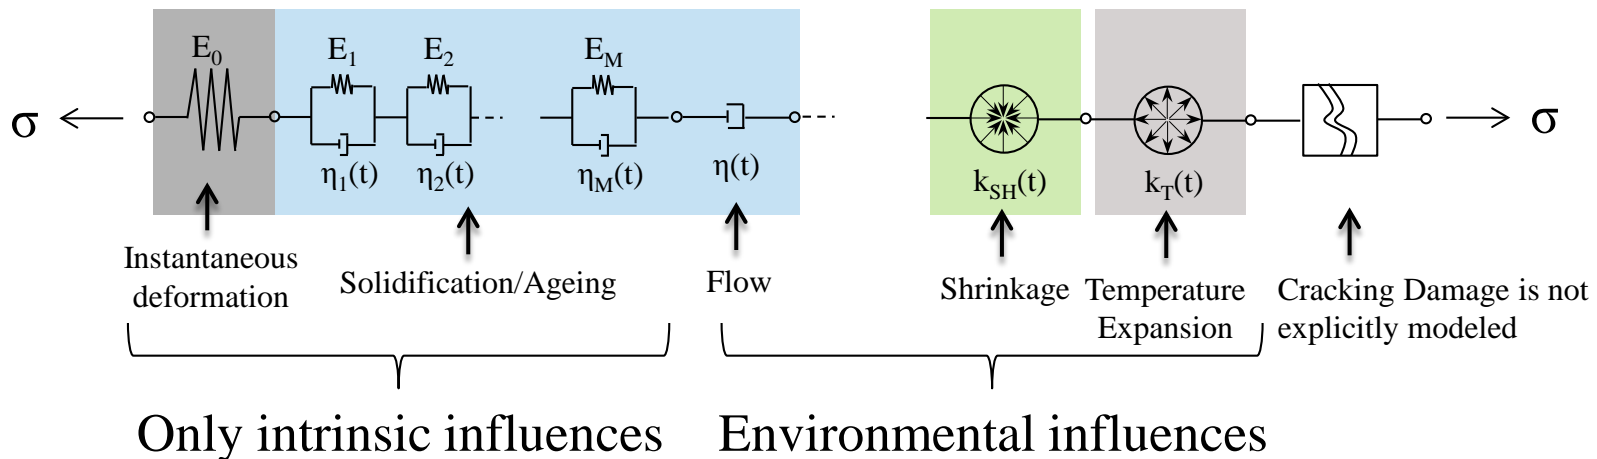 E0 E1 E2 EM
σ σ
η1(t) η2(t) ηM(t) η(t) kSH(t) kT(t)
Instantaneous
deformation
Solidification/Ageing
Flow
Shrinkage
Temperature
Expansion
Cracking Damage is not
explicitly modeled
Only intrinsic influences
Environmental influences